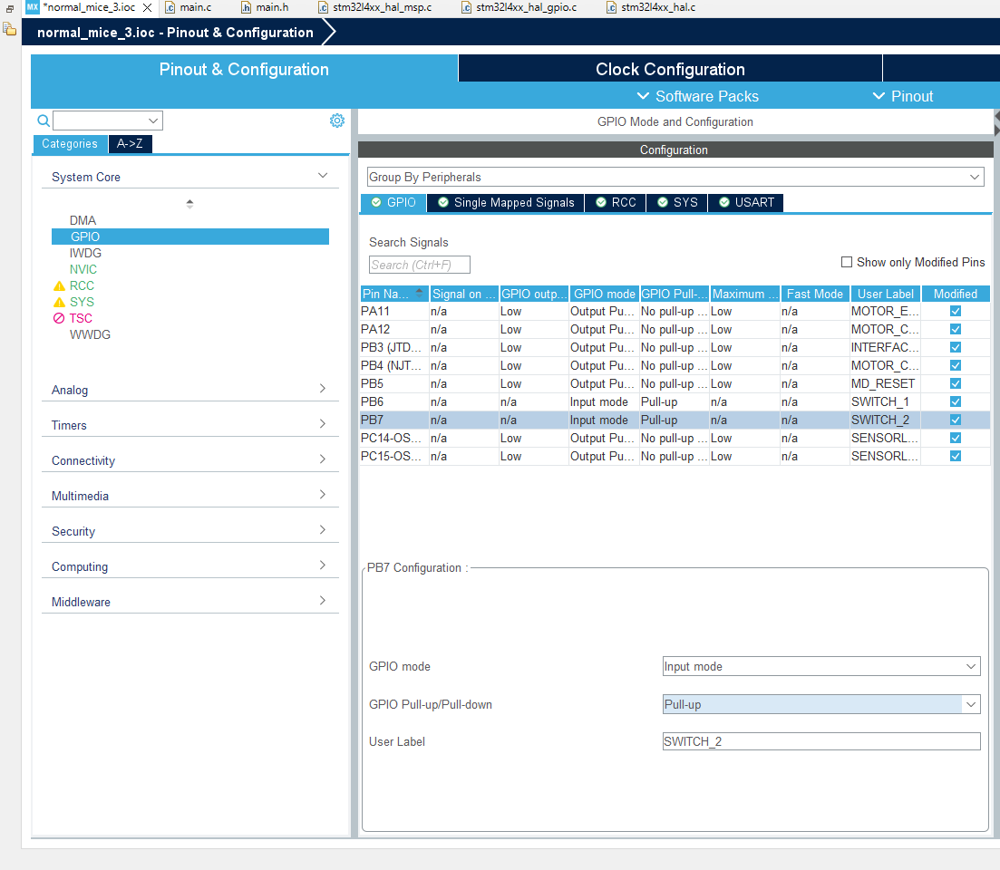 MX *normal_mice_3.ioc main.c main.h stm32l4xx_hal_msp.c stm32l4xx_hal_gpio.c stm32l4xx_hal.c
normal_mice_3.ioc - Pinout & Configuration
Pinout & Configuration Clock Configuration
Software Packs Pinout
Categories A->Z
System Core
DMA
GPIO
IWDG
NVIC
RCC
SYS
TSC
WWDG
Analog
Timers
Connectivity
Multimedia
Security
Computing
Middleware
GPIO Mode and Configuration
Configuration
Group By Peripherals
GPIO Single Mapped Signals RCC SYS USART
Search Signals
Search (Ctrl+F) Show only Modified Pins
Pin Na... Signal on ... GPIO outp... GPIO mode GPIO Pull-... Maximum ... Fast Mode User Label Modified
PA11 n/a Low Output Pu... No pull-up ... Low n/a MOTOR_E...
PA12 n/a Low Output Pu... No pull-up ... Low n/a MOTOR_C...
PB3 (JTD... n/a Low Output Pu... No pull-up ... Low n/a INTERFAC...
PB4 (NJT... n/a Low Output Pu... No pull-up ... Low n/a MOTOR_C...
PB5 n/a Low Output Pu... No pull-up ... Low n/a MD_RESET
PB6 n/a n/a Input mode Pull-up n/a n/a SWITCH_1
PB7 n/a n/a Input mode Pull-up n/a n/a SWITCH_2
PC14-OS... n/a Low Output Pu... No pull-up ... Low n/a SENSORL...
PC15-OS... n/a Low Output Pu... No pull-up ... Low n/a SENSORL...
PB7 Configuration :
GPIO mode Input mode
GPIO Pull-up/Pull-down Pull-up
User Label SWITCH_2